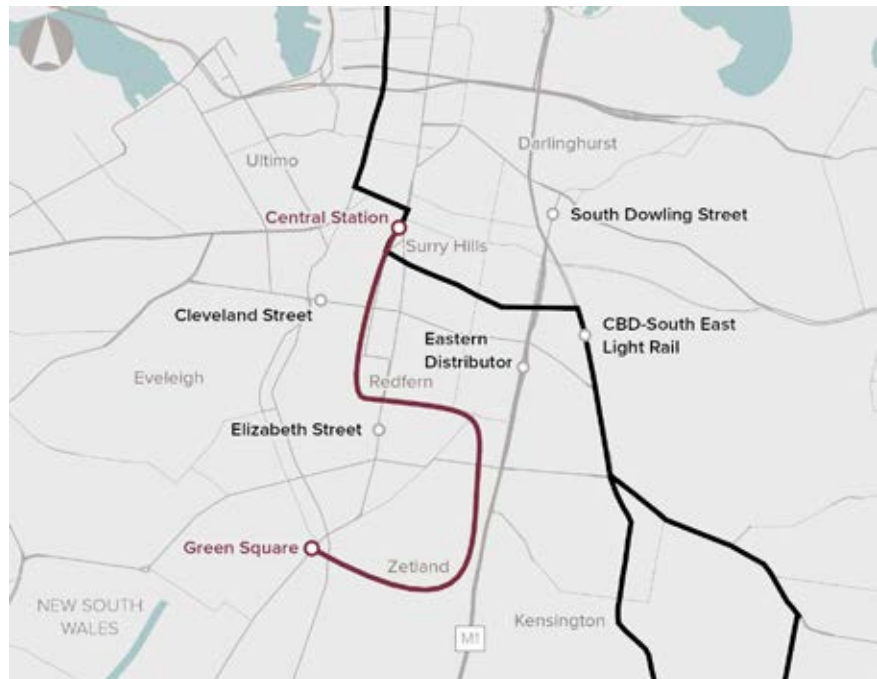 Darlinghurst
Ultimo
Central Station
South Dowling Street
Surry Hills
Cleveland Street
CBD-South East
Light Rail
Eastern
Distributor
Eveleigh
Redfern
Elizabeth Street
Green Square
Zetland
NEW SOUTH
WALES
Kensington
M1